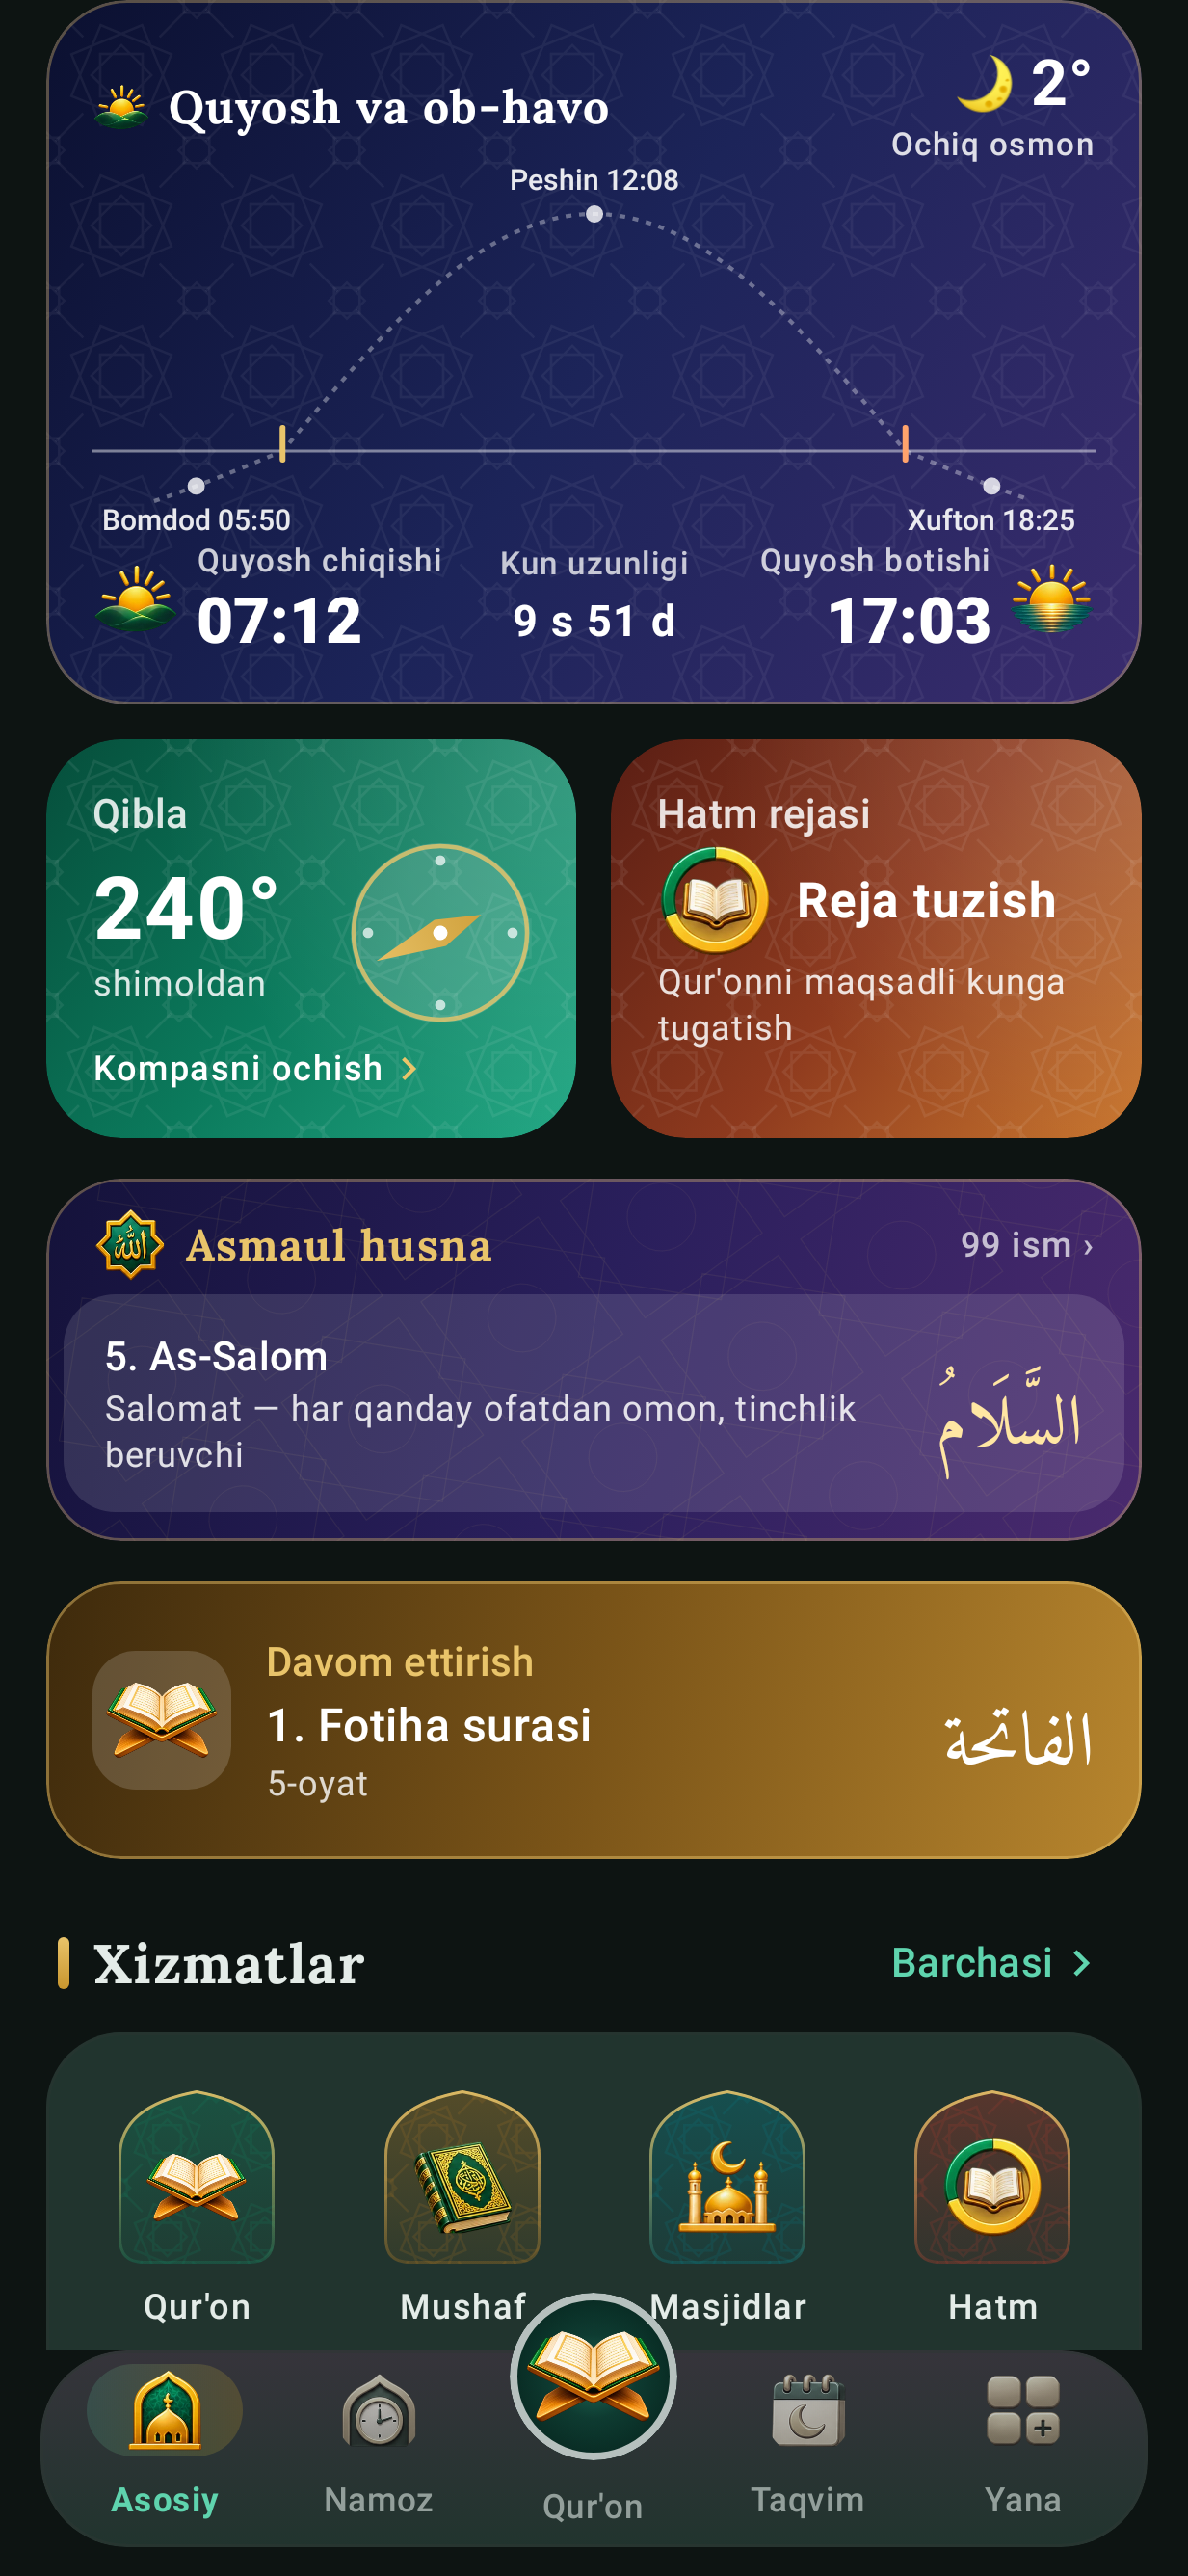 Quyosh va ob-havo
2°
Ochiq osmon
Peshin 12:08
Bomdod 05:50
Xufton 18:25
Quyosh chiqishi
07:12
Kun uzunligi
9 s 51 d
Quyosh botishi
17:03
Qibla
240°
shimoldan
Kompasni ochish
Hatm rejasi
Reja tuzish
Qur'onni maqsadli kunga
tugatish
الله
Asmaul husna
99 ism ›
5. As-Salom
Salomat — har qanday ofatdan omon, tinchlik
beruvchi
السَّلَامُ
Davom ettirish
1. Fotiha surasi
5-oyat
الفاتحة
Xizmatlar
Barchasi
Qur'on
Mushaf
Masjidlar
Hatm
Asosiy
Namoz
Qur'on
Taqvim
Yana